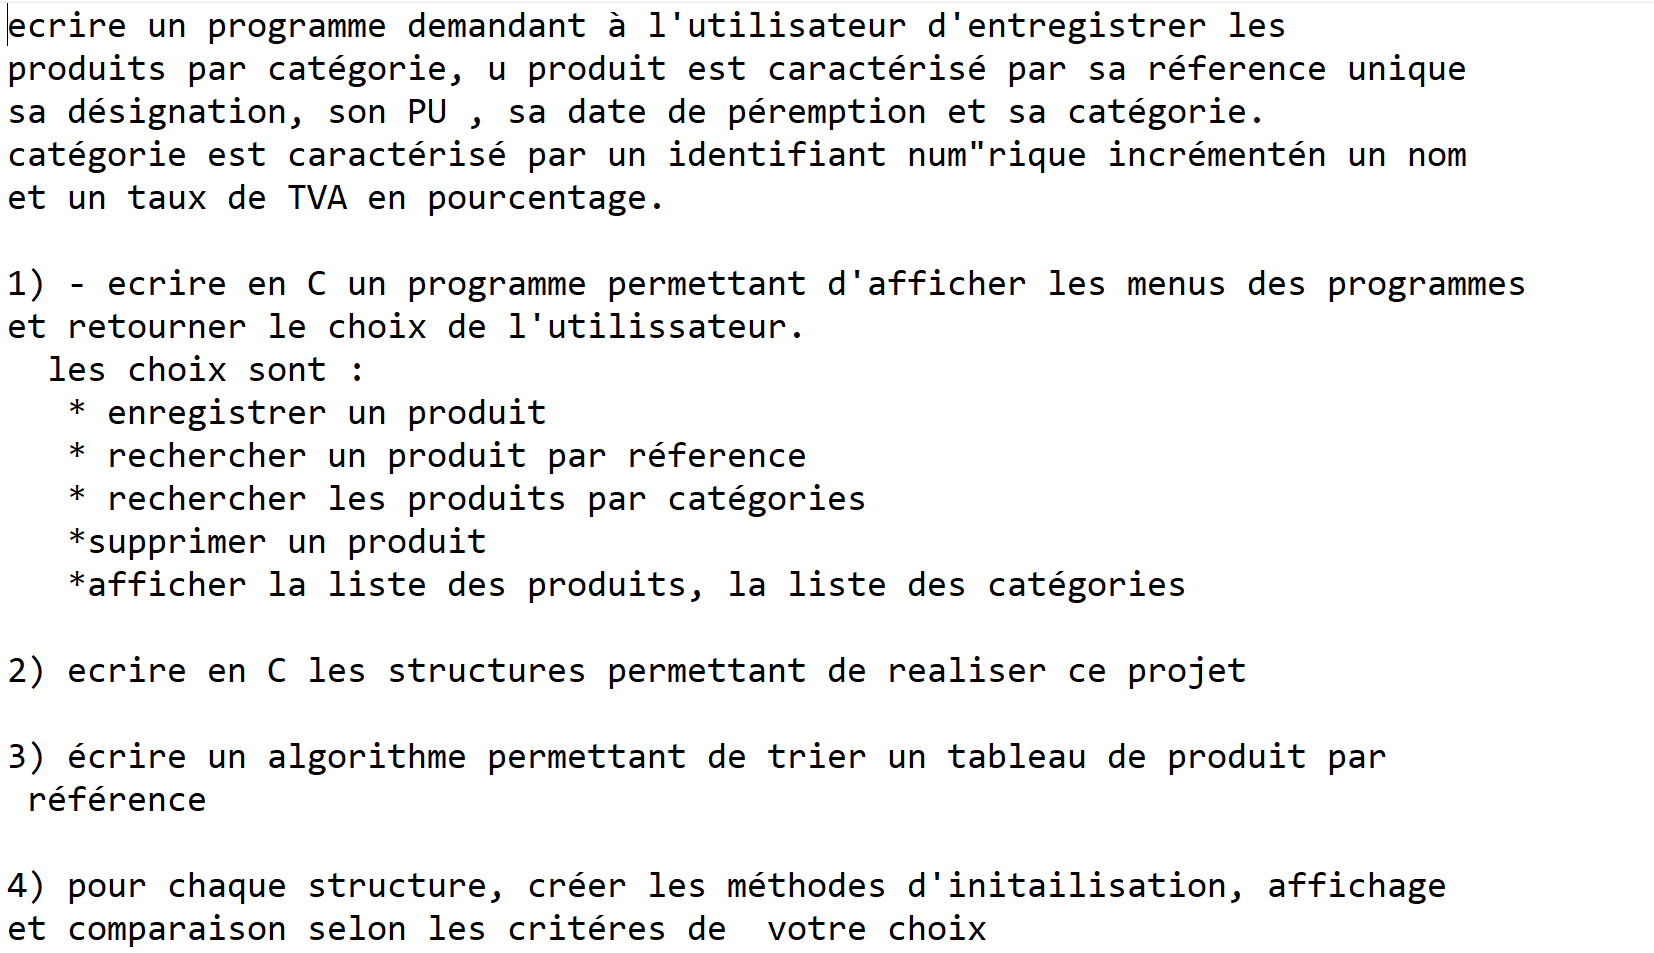 ecrire un programme demandant à l'utilisateur d'entregistrer les
produits par catégorie, u produit est caractérisé par sa réference unique
sa désignation, son PU , sa date de péremption et sa catégorie.
catégorie est caractérisé par un identifiant num"rique incrémentén un nom
et un taux de TVA en pourcentage.
1) - ecrire en C un programme permettant d'afficher les menus des programmes
et retourner le choix de l'utilissateur.
les choix sont :
* enregistrer un produit
* rechercher un produit par réference
* rechercher les produits par catégories
*supprimer un produit
*afficher la liste des produits, la liste des catégories
2) ecrire en C les structures permettant de realiser ce projet
3) écrire un algorithme permettant de trier un tableau de produit par
référence
4) pour chaque structure, créer les méthodes d'initailisation, affichage
et comparaison selon les critéres de  votre choix